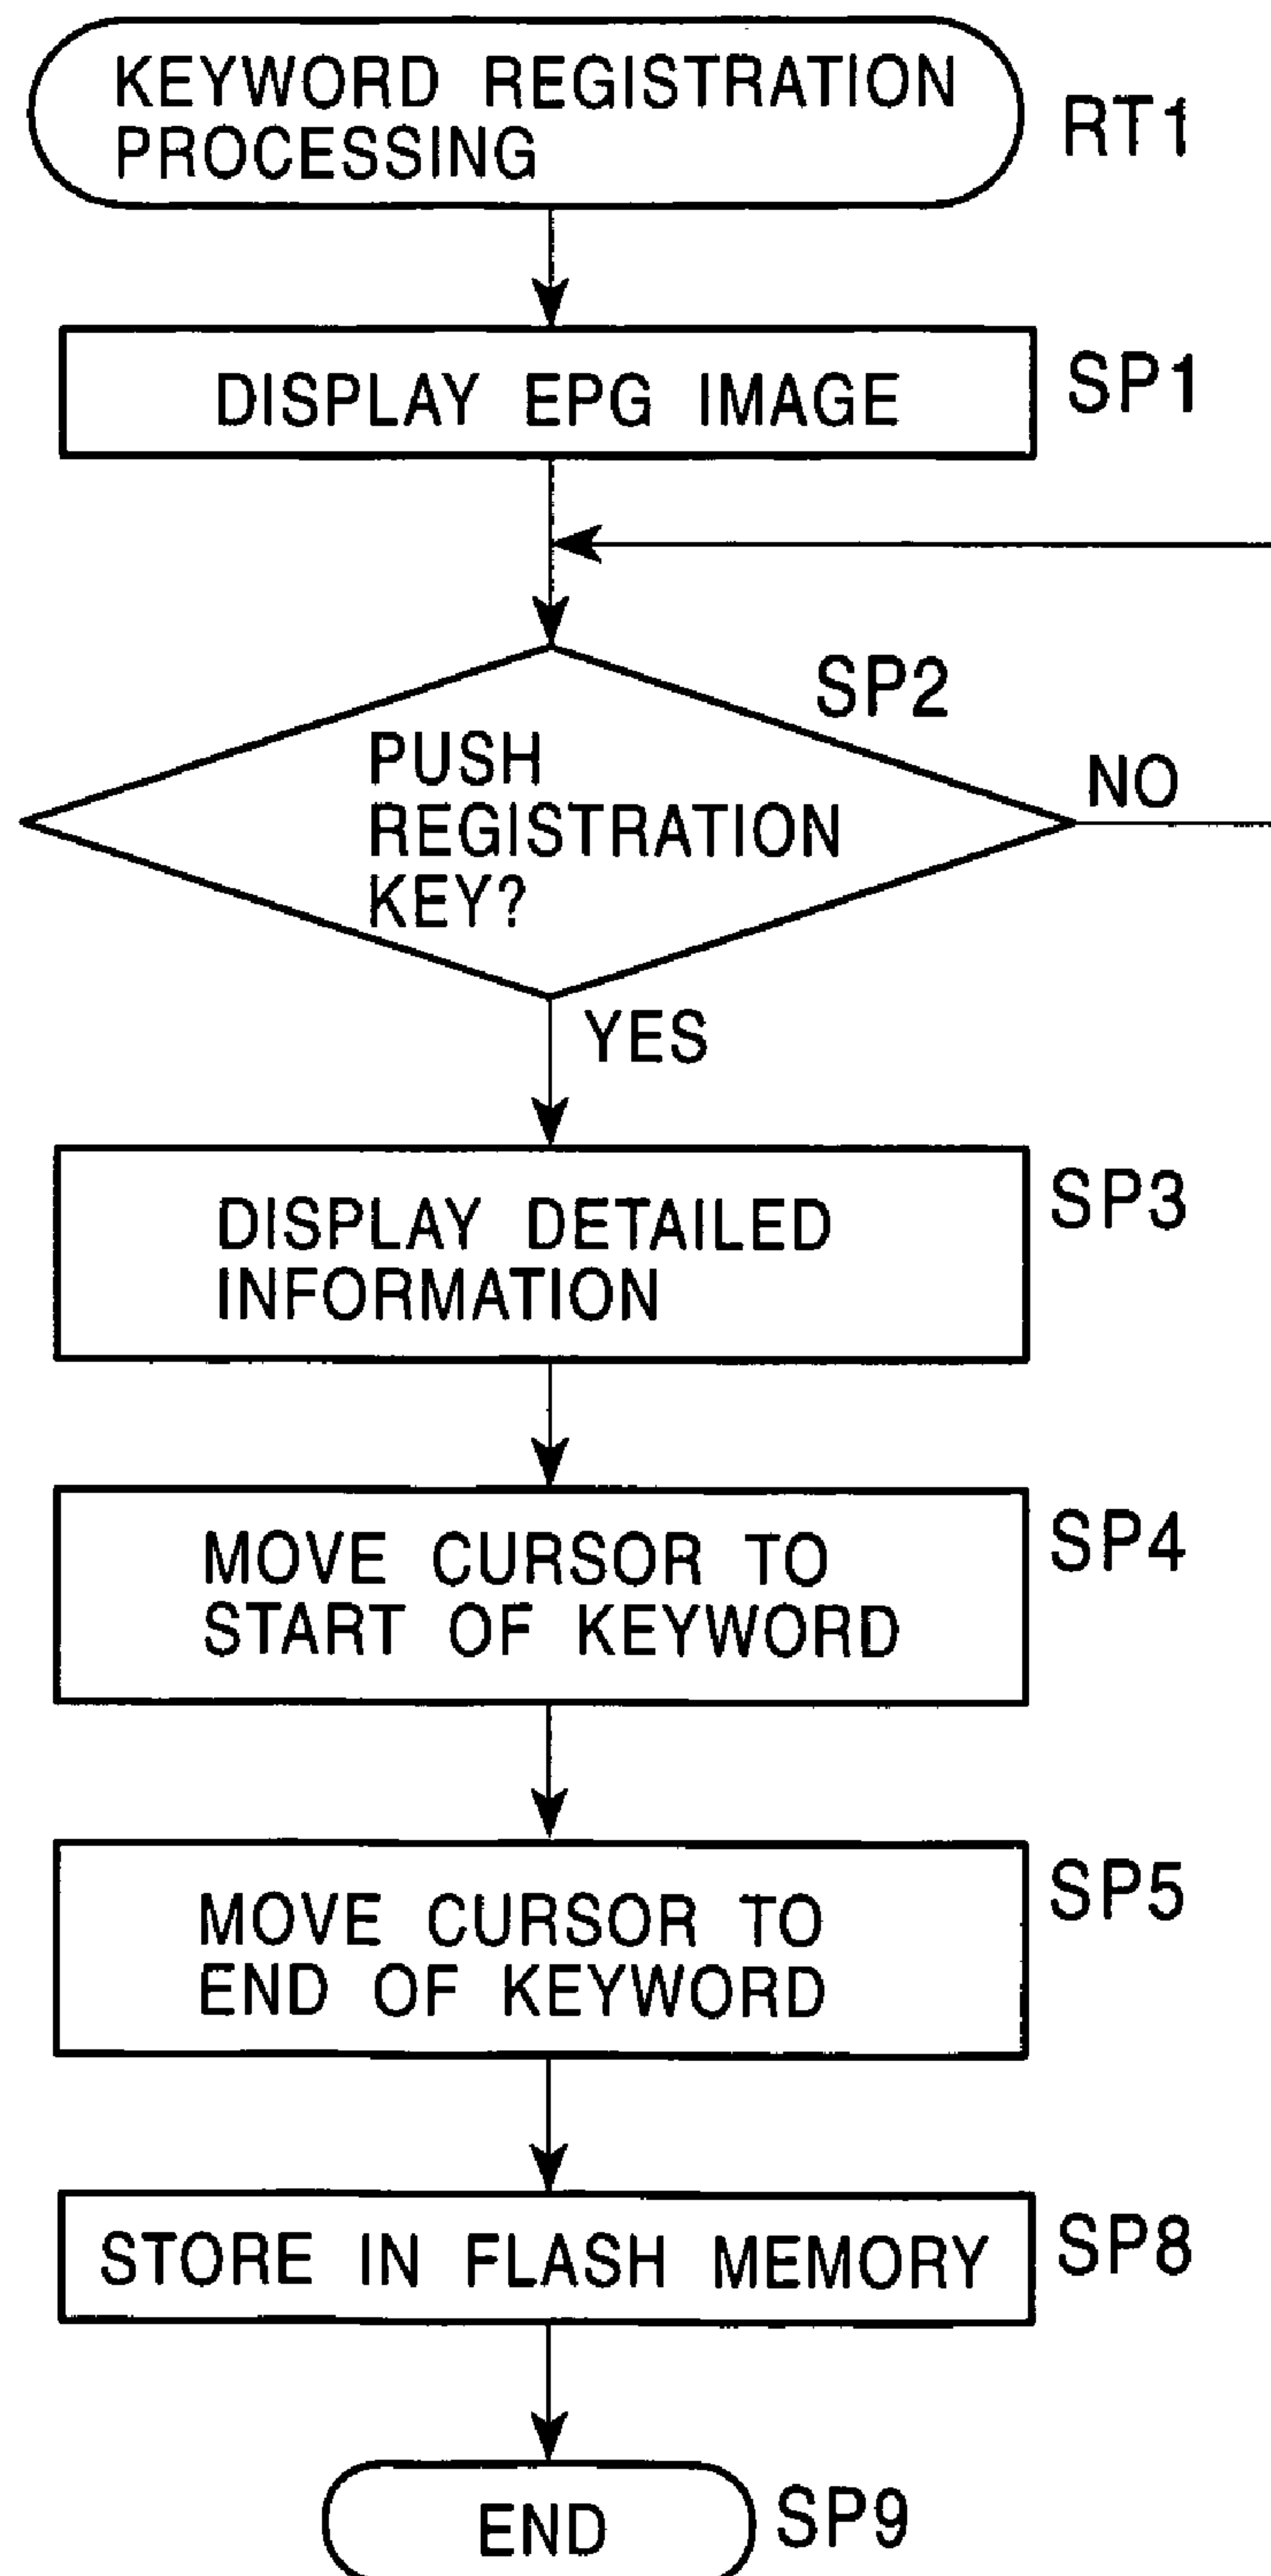 KEYWORD REGISTRATION
PROCESSING
RT1
DISPLAY EPG IMAGE
SP1
SP2
PUSH
REGISTRATION
KEY?
NO
YES
DISPLAY DETAILED
INFORMATION
SP3
MOVE CURSOR TO
START OF KEYWORD
SP4
MOVE CURSOR TO
END OF KEYWORD
SP5
STORE IN FLASH MEMORY
SP8
END
SP9